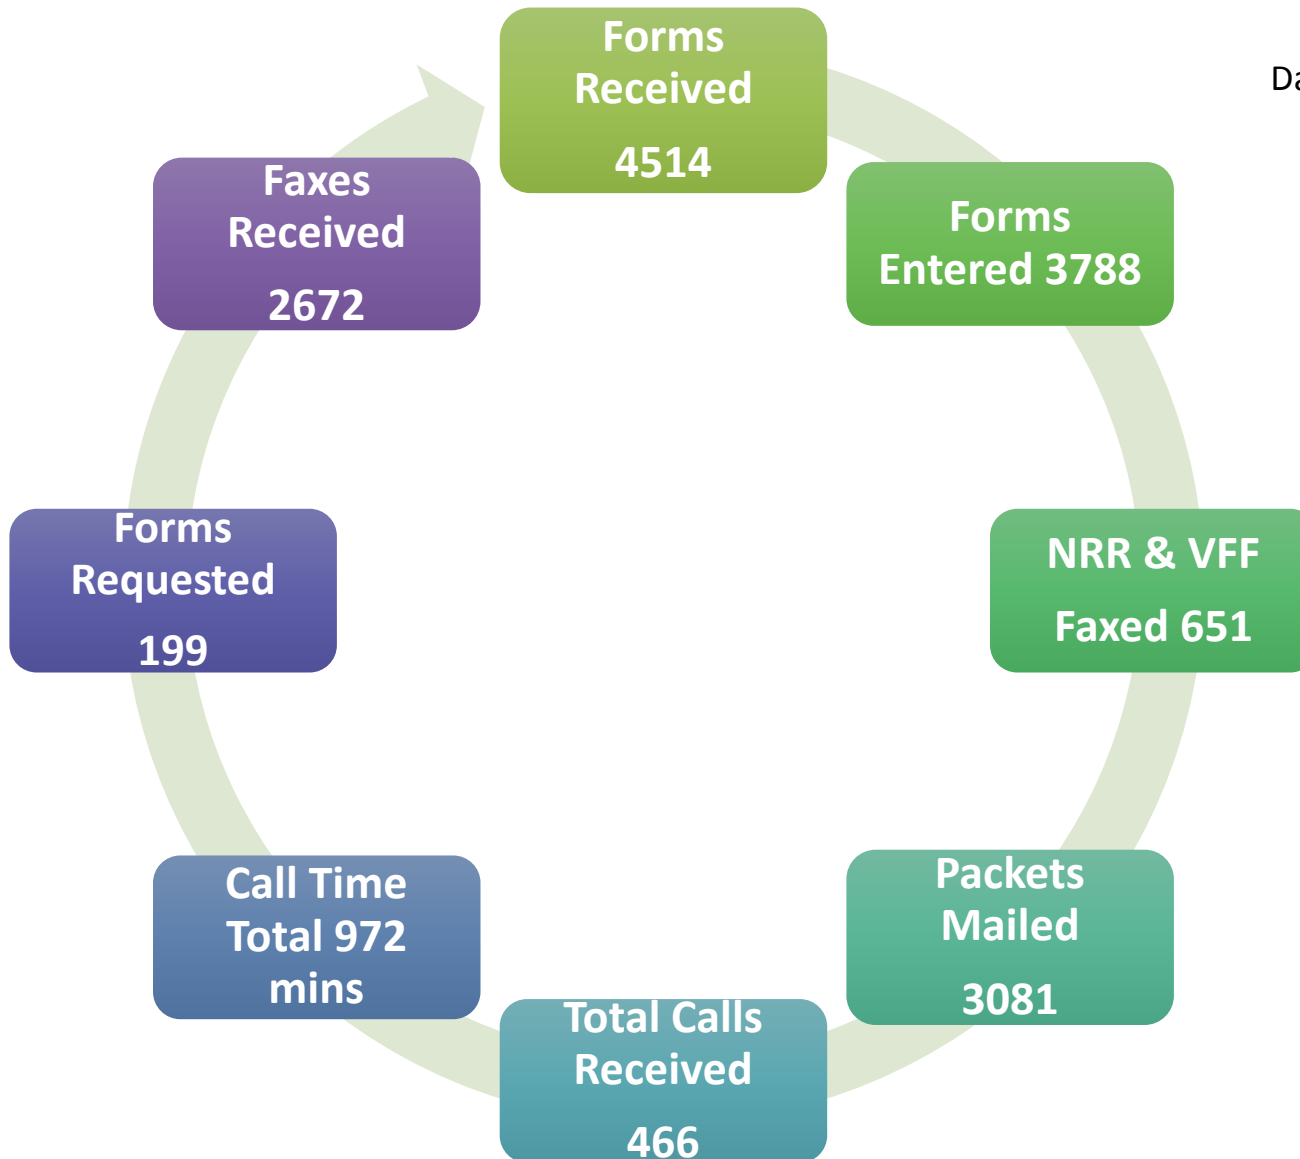 Forms
Received
4514
Forms
Entered 3788
NRR & VFF
Faxed 651
Packets
Mailed
3081
Total Calls
Received
466
Call Time
Total 972
mins
Forms
Requested
199
Faxes
Received
2672